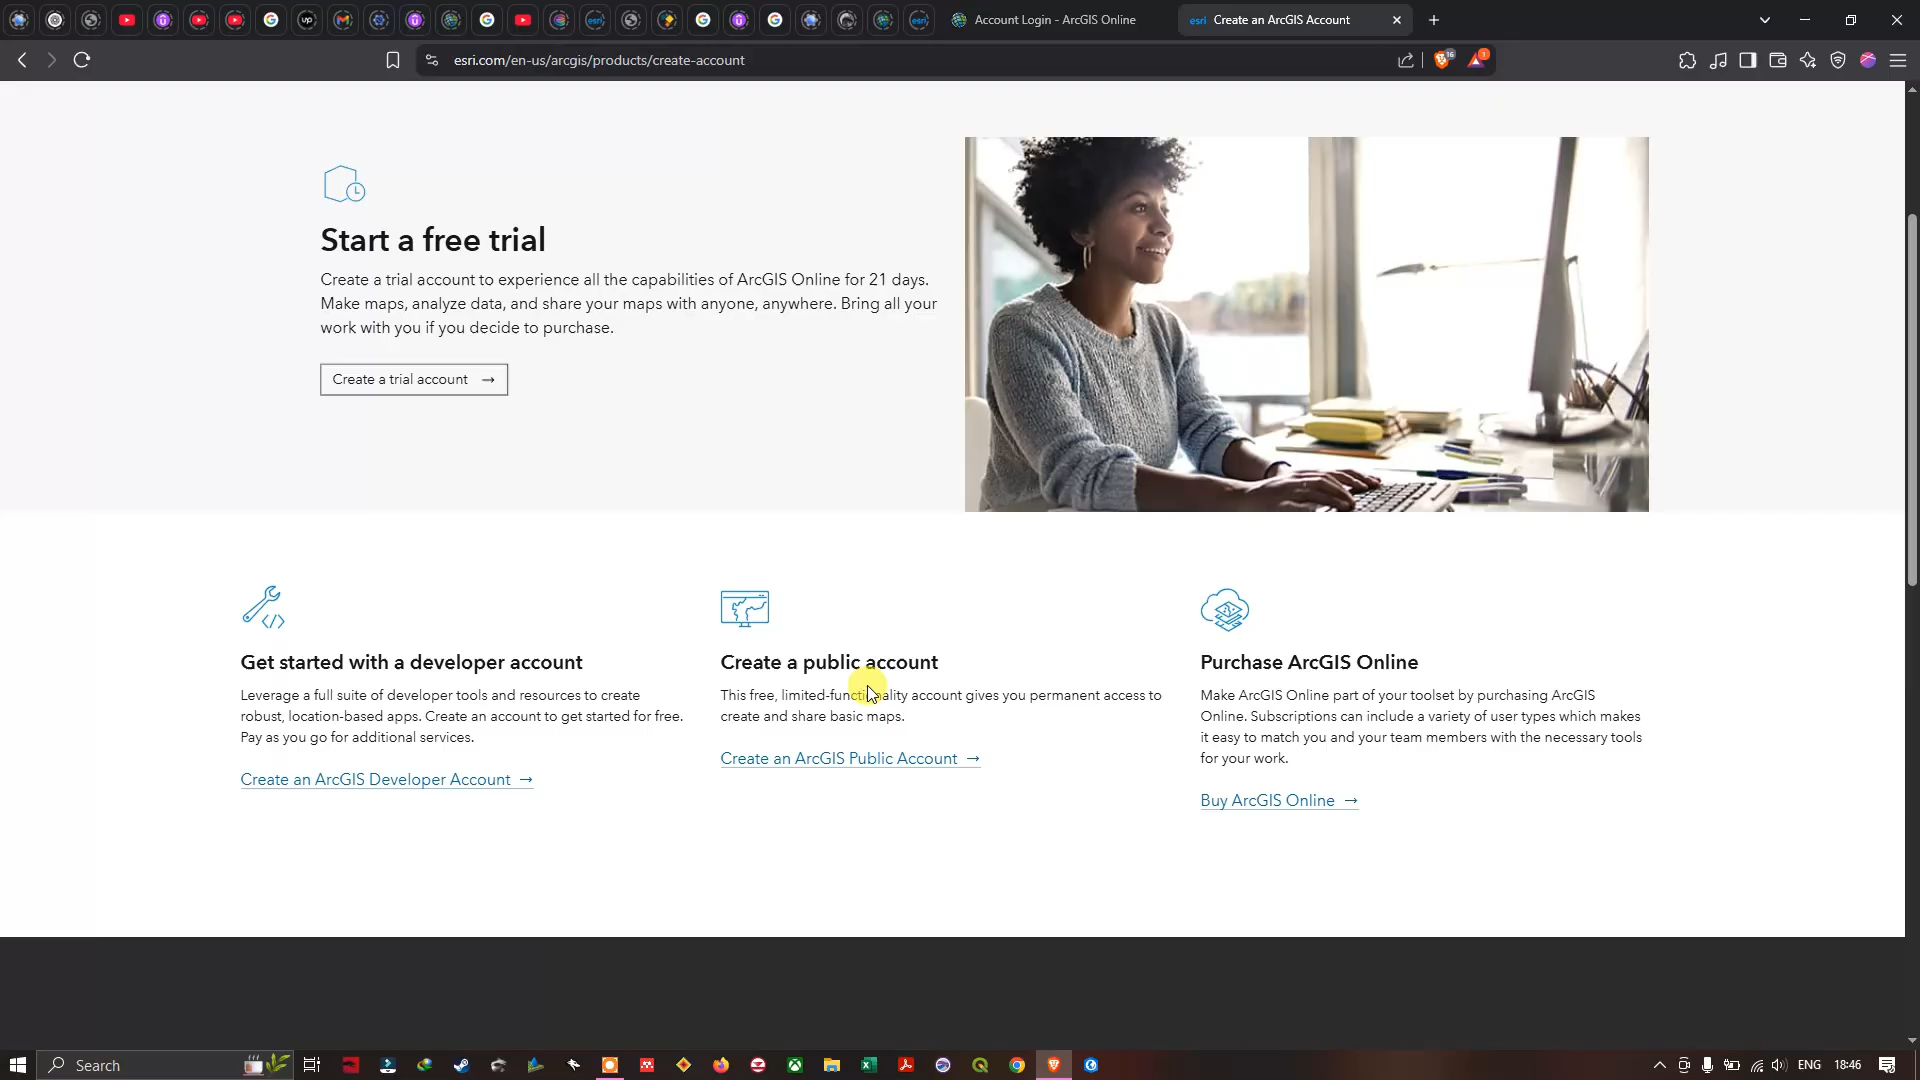 up
esri
esri
Account Login - ArcGIS Online
esri Create an ArcGIS Account
esri.com/en-us/arcgis/products/create-account
16
1
Start a free trial
Create a trial account to experience all the capabilities of ArcGIS Online for 21 days.
Make maps, analyze data, and share your maps with anyone, anywhere. Bring all your
work with you if you decide to purchase.
Create a trial account →
Get started with a developer account
Leverage a full suite of developer tools and resources to create
robust, location-based apps. Create an account to get started for free.
Pay as you go for additional services.
Create an ArcGIS Developer Account →
Create a public account
This free, limited-functionality account gives you permanent access to
create and share basic maps.
Create an ArcGIS Public Account →
Purchase ArcGIS Online
Make ArcGIS Online part of your toolset by purchasing ArcGIS
Online. Subscriptions can include a variety of user types which makes
it easy to match you and your team members with the necessary tools
for your work.
Buy ArcGIS Online →
Search
ENG
18:46